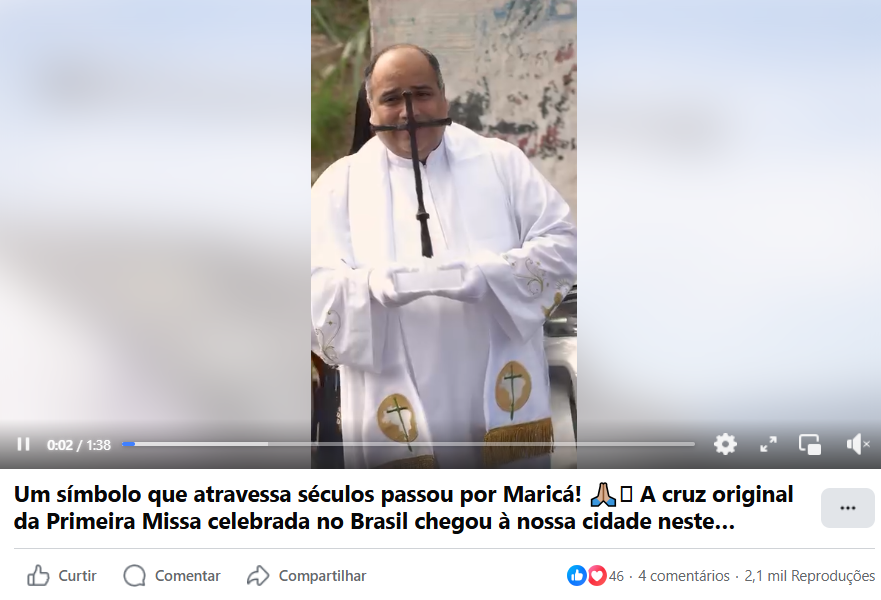 0:02 / 1:38
Um símbolo que atravessa séculos passou por Maricá! 🙏🏽 A cruz original
da Primeira Missa celebrada no Brasil chegou à nossa cidade neste...
Curtir
Comentar
Compartilhar
46 · 4 comentários · 2,1 mil Reproduções